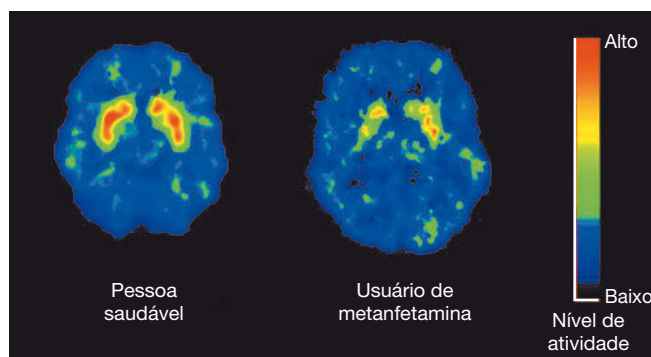 Alto
Pessoa
saudável
Usuário de
metanfetamina
Baixo
Nível de
atividade